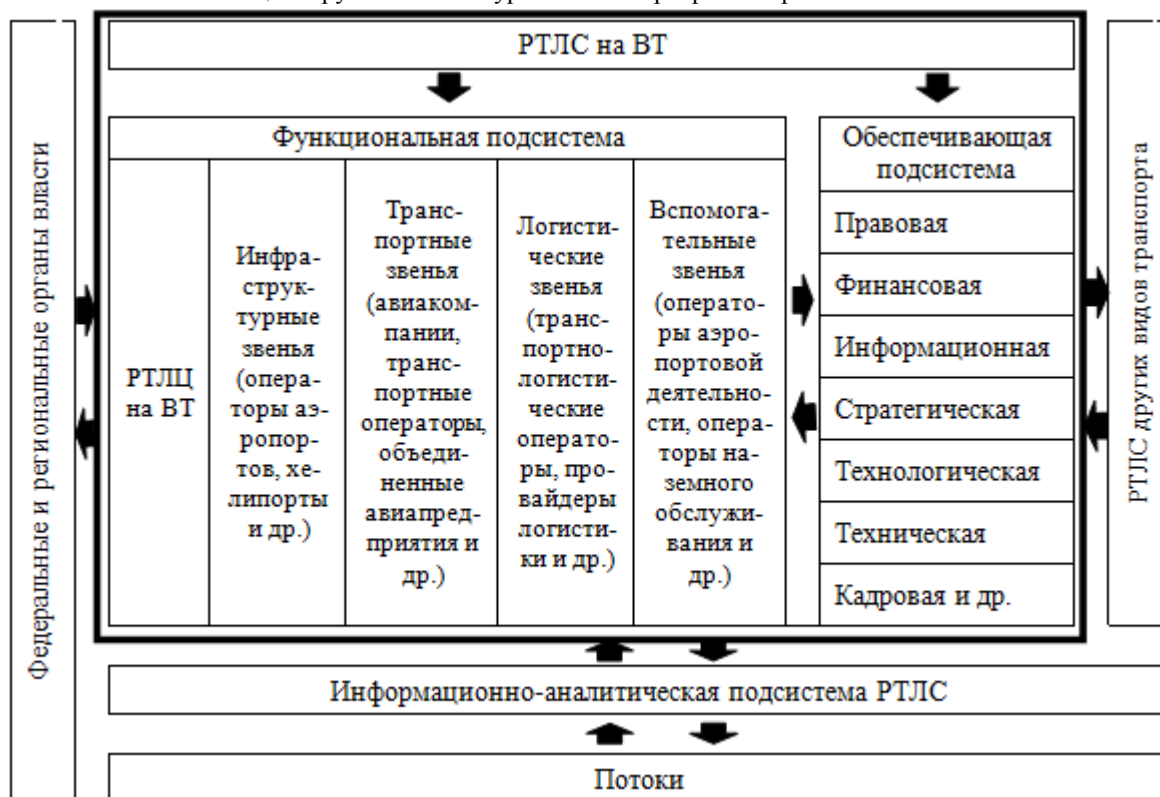 РТЛС на ВТ
Федеральные и региональные органы власти
Функциональная подсистема
РТЛЦ
на ВТ
Инфра-
струк-
турные
звенья
(опера-
торы аэ-
ропор-
тов, хе-
липорты
и др.)
Транс-
портные
звенья
(авиаком-
пании,
транс-
портные
операторы,
объеди-
ненные
авиапред-
приятия и
др.)
Логисти-
ческие
звенья
(транс-
портно-
логисти-
ческие
операто-
ры, про-
вайдеры
логисти-
ки и др.)
Вспомога-
тельные
звенья
(операто-
ры аэро-
портовой
деятельно-
сти, опера-
торы на-
земного
обслужи-
вания и
др.)
Обеспечивающая
подсистема
Правовая
Финансовая
Информационная
Стратегическая
Технологическая
Техническая
Кадровая и др.
РТЛС других видов транспорта
Информационно-аналитическая подсистема РТЛС
Потоки